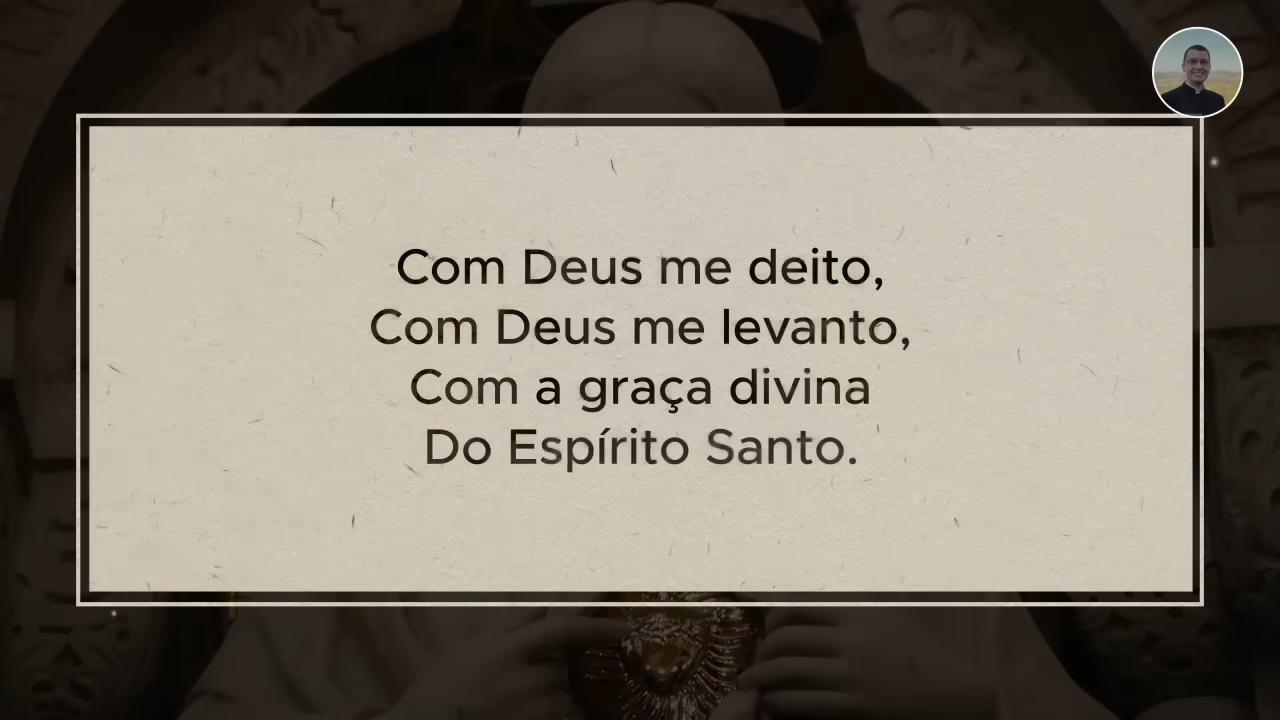 Com Deus me deito,
Com Deus me levanto,
Com a graça divina
Do Espírito Santo.